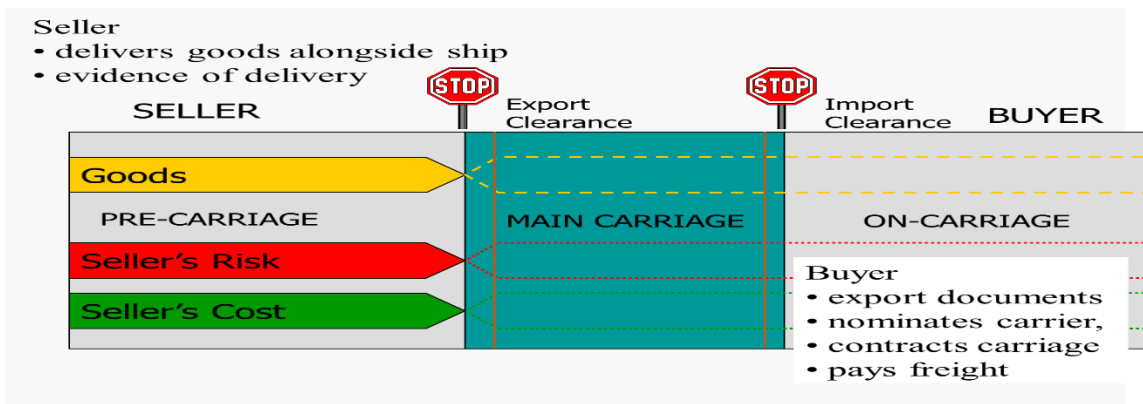 Seller
• delivers goods alongside ship
• evidence of delivery
STOP
STOP
SELLER
Export
Clearance
Import
Clearance
BUYER
Goods
PRE-CARRIAGE
MAIN CARRIAGE
ON-CARRIAGE
Seller's Risk
Seller's Cost
Buyer
• export documents
• nominates carrier,
• contracts carriage
• pays freight